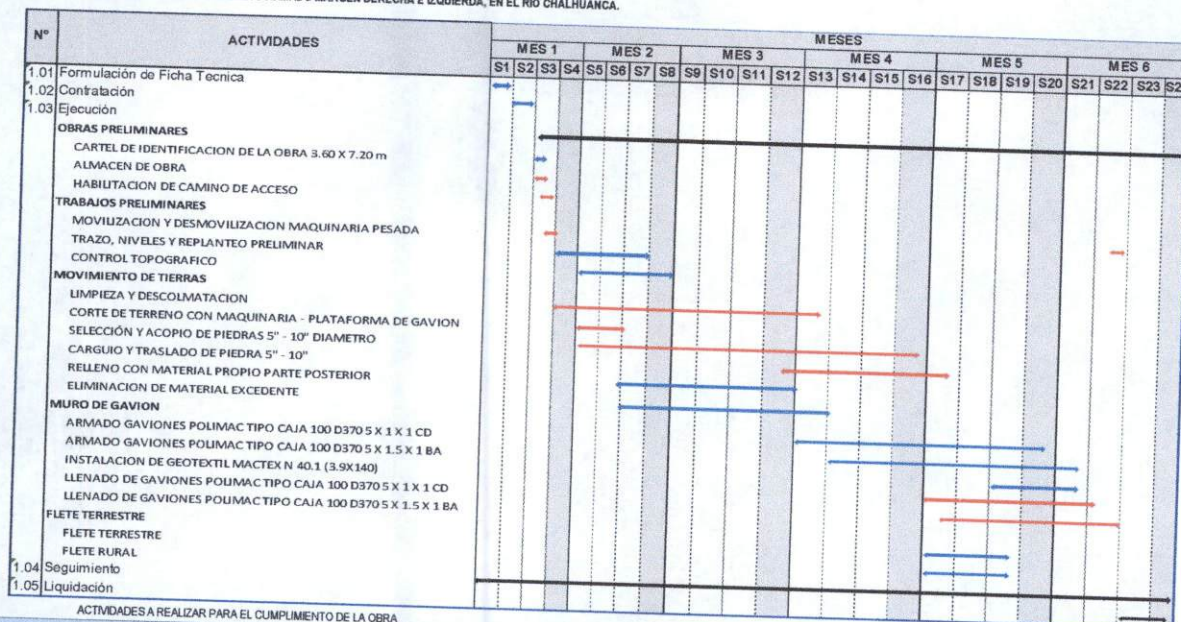 MARGEN DERECHA E IZQUIERDA, EN EL RIO CHALHUANCA.
N° ACTIVIDADES MESES
MES 1 MES 2 MES 3 MES 4 MES 5 MES 6
S1 S2 S3 S4 S5 S6 S7 S8 S9 S10 S11 S12 S13 S14 S15 S16 S17 S18 S19 S20 S21 S22 S23
1.01 Formulación de Ficha Tecnica
1.02 Contratación
1.03 Ejecución
OBRAS PRELIMINARES
CARTEL DE IDENTIFICACION DE LA OBRA 3.60 X 7.20 m
ALMACEN DE OBRA
HABILITACION DE CAMINO DE ACCESO
TRABAJOS PRELIMINARES
MOVILIZACION Y DESMOVILIZACION MAQUINARIA PESADA
TRAZO, NIVELES Y REPLANTEO PRELIMINAR
CONTROL TOPOGRAFICO
MOVIMIENTO DE TIERRAS
LIMPIEZA Y DESCOLMATACION
CORTE DE TERRENO CON MAQUINARIA - PLATAFORMA DE GAVION
SELECCIÓN Y ACOPIO DE PIEDRAS 5" - 10" DIAMETRO
CARGUIO Y TRASLADO DE PIEDRA 5" - 10"
RELLENO CON MATERIAL PROPIO PARTE POSTERIOR
ELIMINACION DE MATERIAL EXCEDENTE
MURO DE GAVION
ARMADO GAVIONES POLIMAC TIPO CAJA 100 D370 5 X 1 X 1 CD
ARMADO GAVIONES POLIMAC TIPO CAJA 100 D370 5 X 1.5 X 1 BA
INSTALACION DE GEOTEXTIL MACTEX N 40.1 (3.9X140)
LLENADO DE GAVIONES POLIMAC TIPO CAJA 100 D370 5 X 1 X 1 CD
LLENADO DE GAVIONES POLIMAC TIPO CAJA 100 D370 5 X 1.5 X 1 BA
FLETE TERRESTRE
FLETE TERRESTRE
FLETE RURAL
1.04 Seguimiento
1.05 Liquidación
ACTIVIDADES A REALIZAR PARA EL CUMPLIMIENTO DE LA OBRA